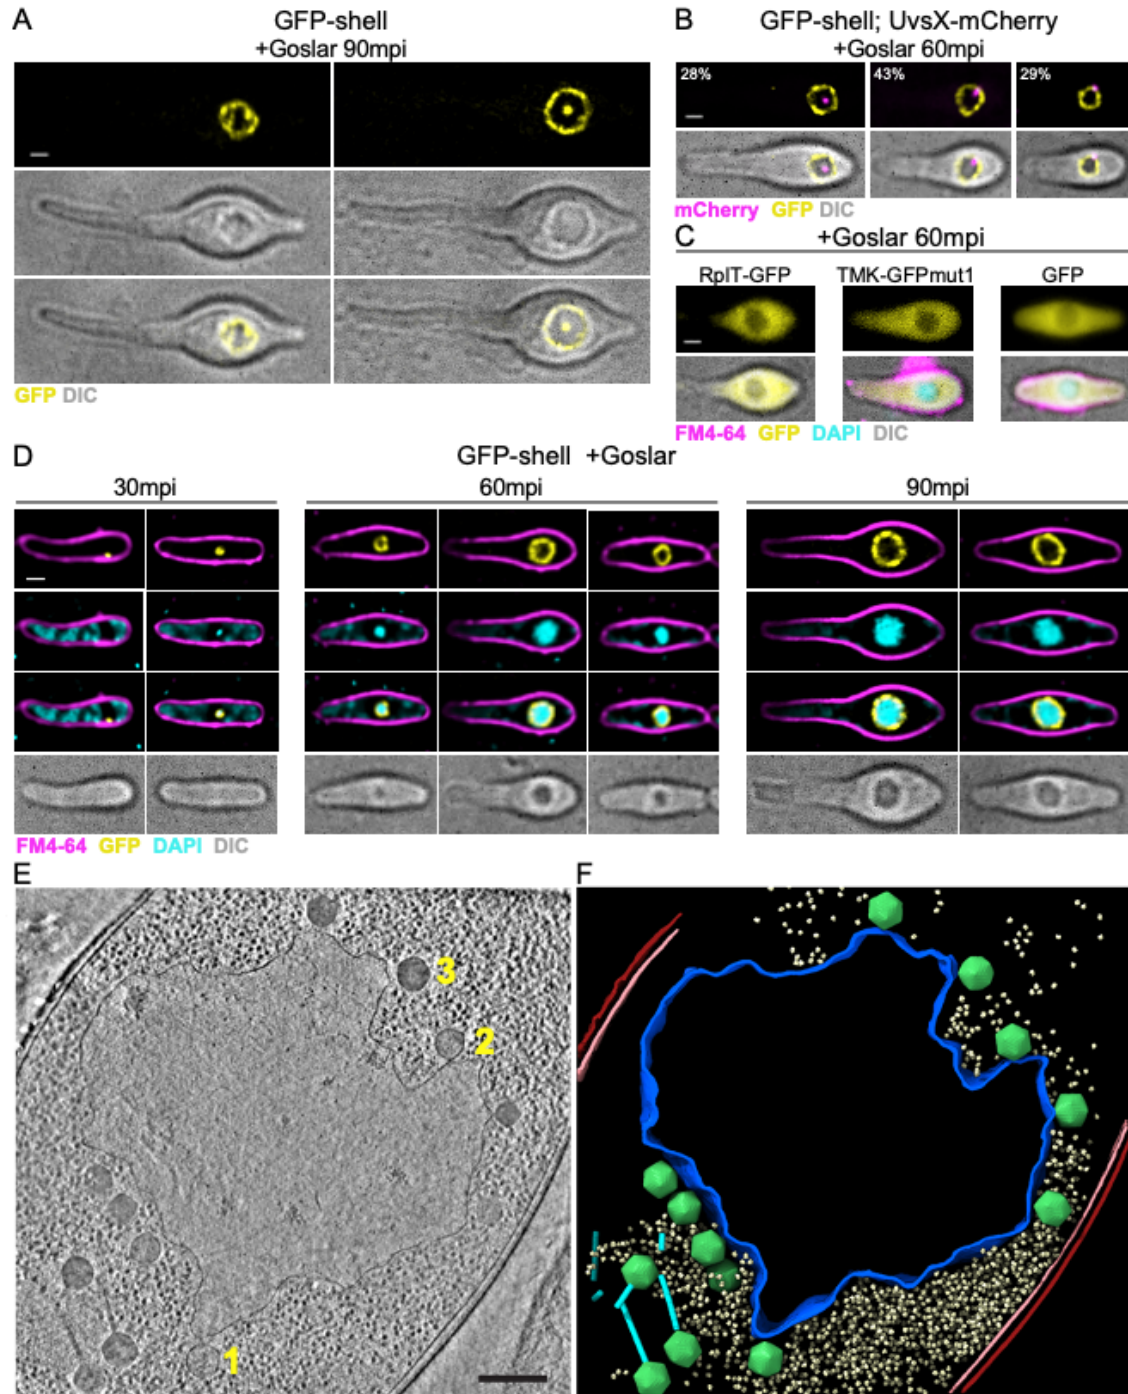 A
GFP-shell
+Goslar 90mpi
GFP DIC
B
GFP-shell; UvsX-mCherry
+Goslar 60mpi
28%
43%
29%
mCherry GFP DIC
C
+Goslar 60mpi
RplT-GFP
TMK-GFPmut1
GFP
FM4-64 GFP DAPI DIC
D
GFP-shell +Goslar
30mpi
60mpi
90mpi
FM4-64 GFP DAPI DIC
E
3
2
1
F